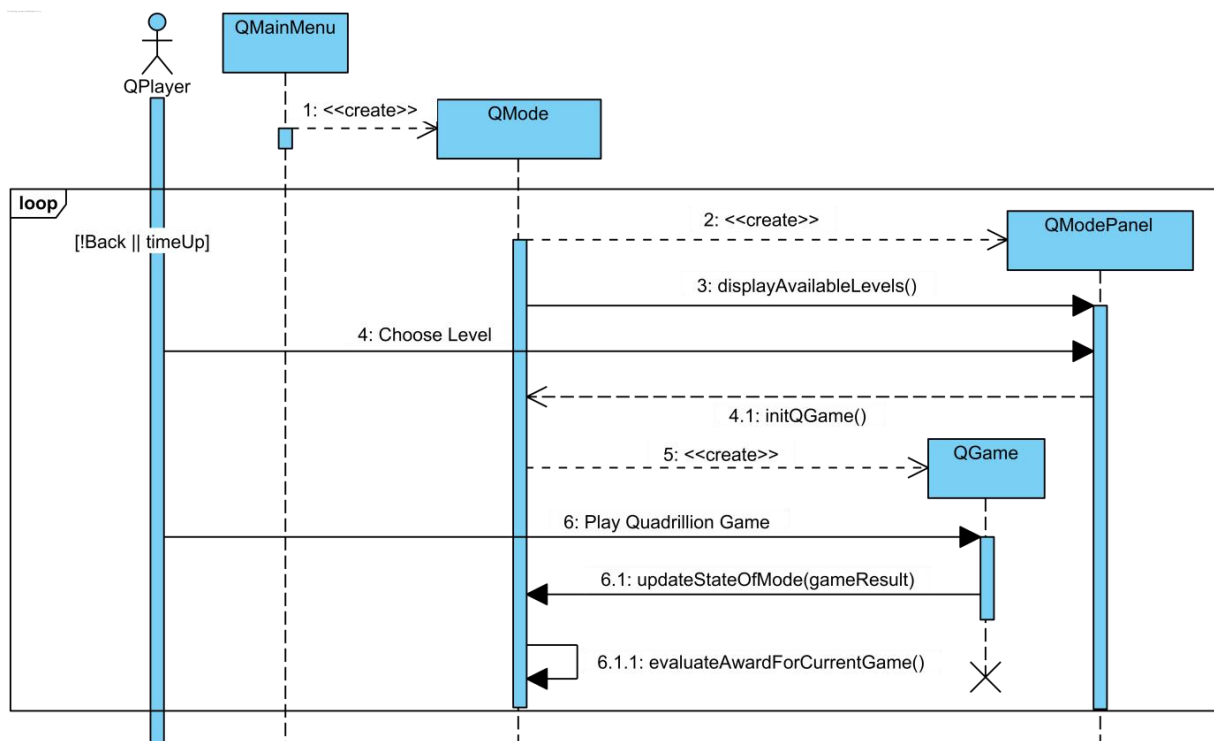 QMainMenu
QPlayer
1: <<create>>
QMode
loop
[!Back || timeUp]
2: <<create>>
QModePanel
3: displayAvailableLevels()
4: Choose Level
4.1: initQGame()
5: <<create>>
QGame
6: Play Quadrillion Game
6.1: updateStateOfMode(gameResult)
6.1.1: evaluateAwardForCurrentGame()